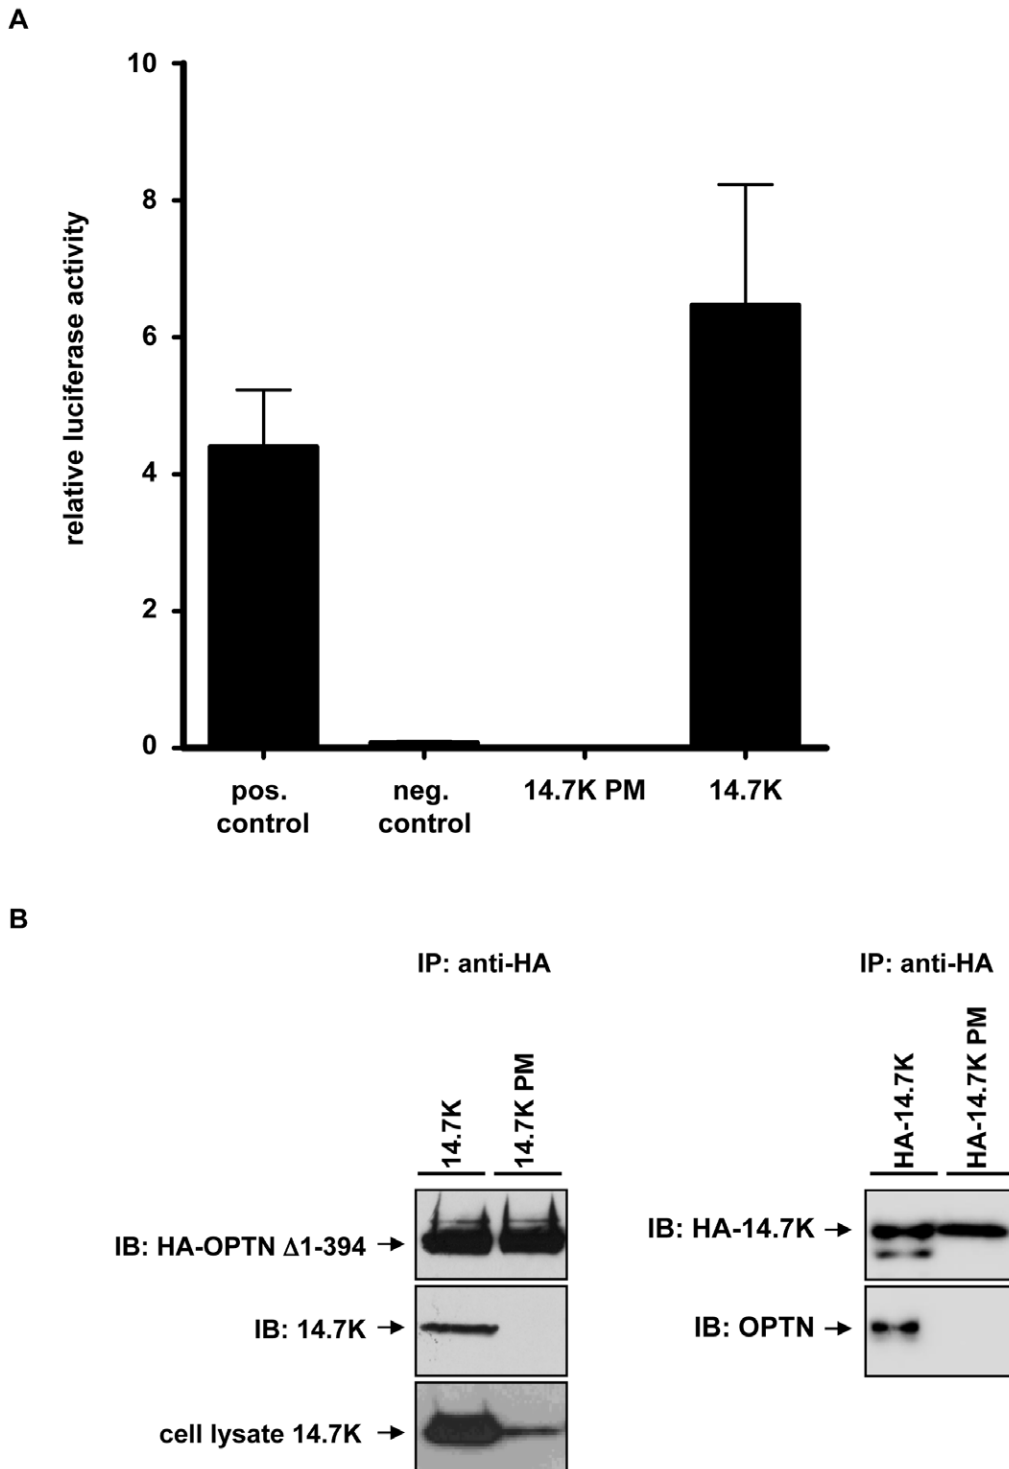 A
10
8
6
4
2
0
relative luciferase activity
pos.
control
neg.
control
14.7K PM
14.7K
B
IP: anti-HA
14.7K
14.7K PM
IB: HA-OPTN Δ1-394
IB: 14.7K
cell lysate 14.7K
IP: anti-HA
HA-14.7K
HA-14.7K PM
IB: HA-14.7K
IB: OPTN